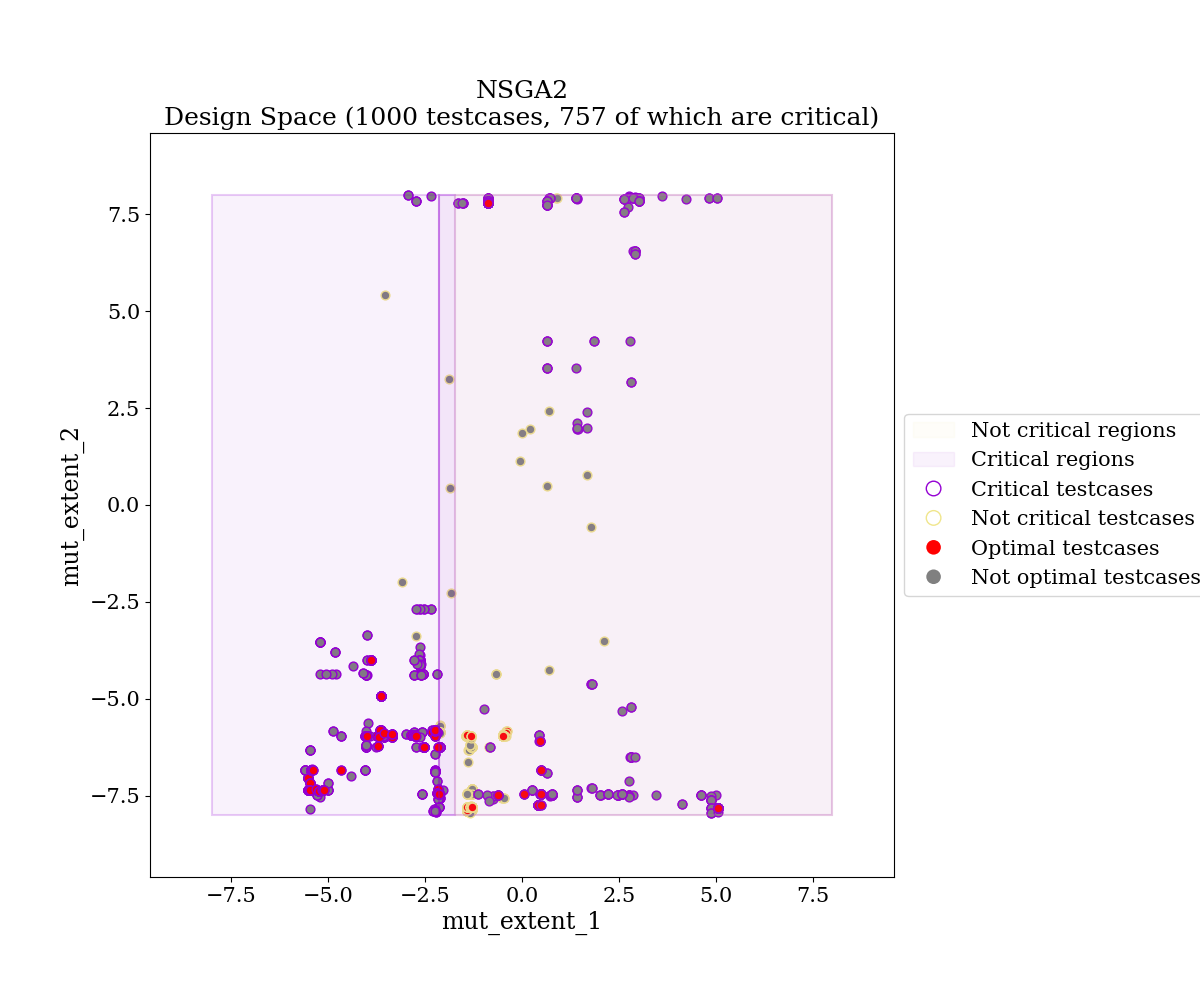 NSGA2
Design Space (1000 testcases, 757 of which are critical)
7.5
5.0
2.5
0.0
−2.5
−5.0
−7.5
mut_extent_2
−7.5
−5.0
−2.5
0.0
2.5
5.0
7.5
mut_extent_1
Not critical regions
Critical regions
Critical testcases
Not critical testcases
Optimal testcases
Not optimal testcases